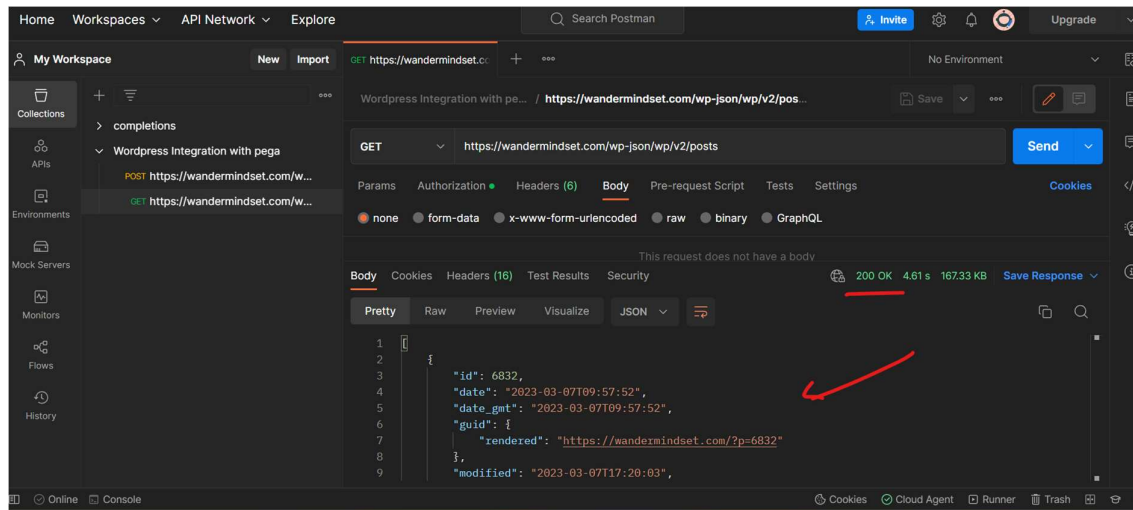 Home Workspaces API Network Explore Search Postman Invite Upgrade
My Workspace New Import GET https://wandermindset.cc No Environment
Collections
APIs
Environments
Mock Servers
Monitors
Flows
History
completions
Wordpress Integration with pega
POST https://wandermindset.com/w...
GET https://wandermindset.com/w...
Wordpress Integration with pe... / https://wandermindset.com/wp-json/wp/v2/pos... Save
GET https://wandermindset.com/wp-json/wp/v2/posts Send
Params Authorization Headers (6) Body Pre-request Script Tests Settings Cookies
none form-data x-www-form-urlencoded raw binary GraphQL
This request does not have a body
Body Cookies Headers (16) Test Results Security 200 OK 4.61 s 167.33 KB Save Response
Pretty Raw Preview Visualize JSON
1 [
2 {
3 "id": 6832,
4 "date": "2023-03-07T09:57:52",
5 "date_gmt": "2023-03-07T09:57:52",
6 "guid": {
7 "rendered": "https://wandermindset.com/?p=6832"
8 },
9 "modified": "2023-03-07T17:20:03",
Online Console Cookies Cloud Agent Runner Trash